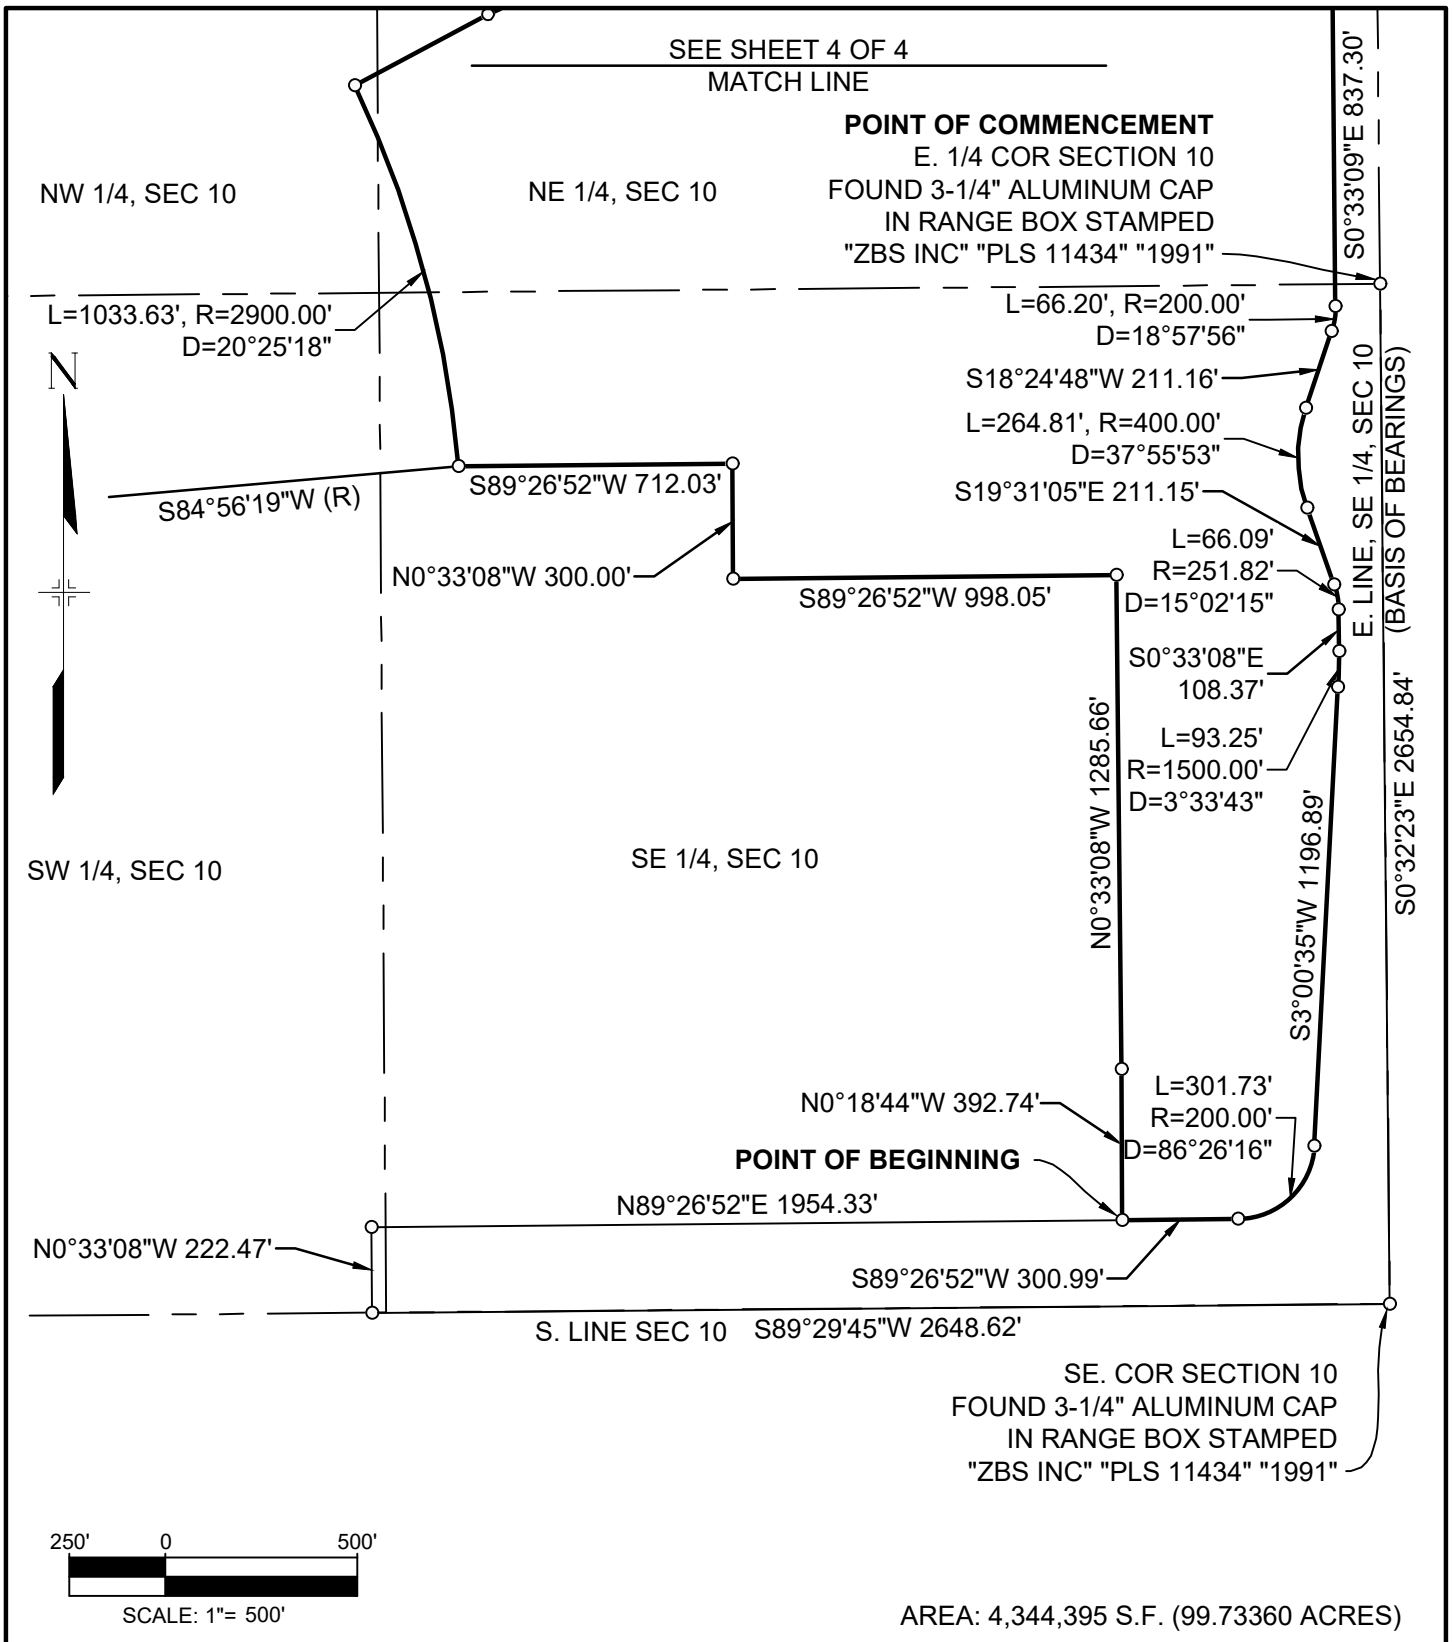 SEE SHEET 4 OF 4
MATCH LINE
S0°33'09"E 837.30'
POINT OF COMMENCEMENT
E. 1/4 COR SECTION 10
FOUND 3-1/4" ALUMINUM CAP
IN RANGE BOX STAMPED
"ZBS INC" "PLS 11434" "1991"
NW 1/4, SEC 10
NE 1/4, SEC 10
L=1033.63', R=2900.00'
D=20°25'18"
L=66.20', R=200.00'
D=18°57'56"
N
S18°24'48"W 211.16'
L=264.81', R=400.00'
D=37°55'53"
E. LINE, SE 1/4, SEC 10
(BASIS OF BEARINGS)
S84°56'19"W (R)
S89°26'52"W 712.03'
S19°31'05"E 211.15'
L=66.09'
R=251.82'
D=15°02'15"
N0°33'08"W 300.00'
S89°26'52"W 998.05'
S0°33'08"E
108.37'
N0°33'08"W 1285.66'
L=93.25'
R=1500.00'
D=3°33'43"
S0°32'23"E 2654.84'
S3°00'35"W 1196.89'
SW 1/4, SEC 10
SE 1/4, SEC 10
N0°18'44"W 392.74'
L=301.73'
R=200.00'
D=86°26'16"
POINT OF BEGINNING
N89°26'52"E 1954.33'
N0°33'08"W 222.47'
S89°26'52"W 300.99'
S. LINE SEC 10 S89°29'45"W 2648.62'
SE. COR SECTION 10
FOUND 3-1/4" ALUMINUM CAP
IN RANGE BOX STAMPED
"ZBS INC" "PLS 11434" "1991"
250' 0 500'
SCALE: 1"= 500'
AREA: 4,344,395 S.F. (99.73360 ACRES)